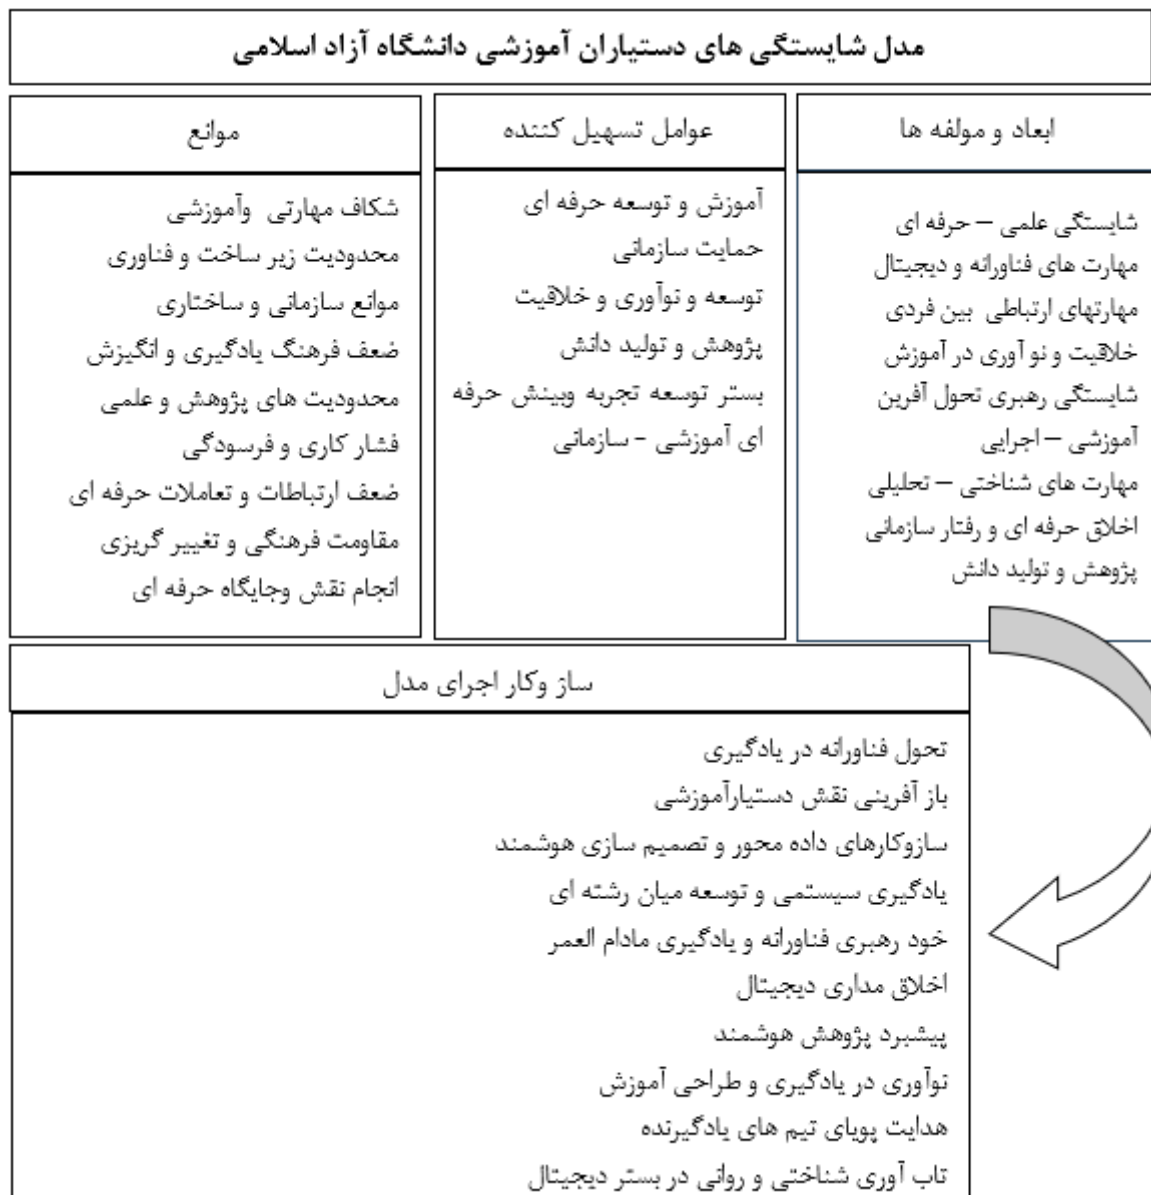 مدل شایستگی های دستیاران آموزشی دانشگاه آزاد اسلامی
ابعاد و مولفه ها
شایستگی علمی – حرفه ای
مهارت های فناورانه و دیجیتال
مهارتهای ارتباطی بین فردی
خلاقیت و نو آوری در آموزش
شایستگی رهبری تحول آفرین
آموزشی – اجرایی
مهارت های شناختی – تحلیلی
اخلاق حرفه ای و رفتار سازمانی
پژوهش و تولید دانش
عوامل تسهیل کننده
آموزش و توسعه حرفه ای
حمایت سازمانی
توسعه و نوآوری و خلاقیت
پژوهش و تولید دانش
بستر توسعه تجربه وبینش حرفه
ای آموزشی - سازمانی
موانع
شکاف مهارتی وآموزشی
محدودیت زیر ساخت و فناوری
موانع سازمانی و ساختاری
ضعف فرهنگ یادگیری و انگیزش
محدودیت های پژوهش و علمی
فشار کاری و فرسودگی
ضعف ارتباطات و تعاملات حرفه ای
مقاومت فرهنگی و تغییر گریزی
انجام نقش وجایگاه حرفه ای
ساز وکار اجرای مدل
تحول فناورانه در یادگیری
باز آفرینی نقش دستیارآموزشی
سازوکارهای داده محور و تصمیم سازی هوشمند
یادگیری سیستمی و توسعه میان رشته ای
خود رهبری فناورانه و یادگیری مادام العمر
اخلاق مداری دیجیتال
پیشبرد پژوهش هوشمند
نوآوری در یادگیری و طراحی آموزش
هدایت پویای تیم های یادگیرنده
تاب آوری شناختی و روانی در بستر دیجیتال